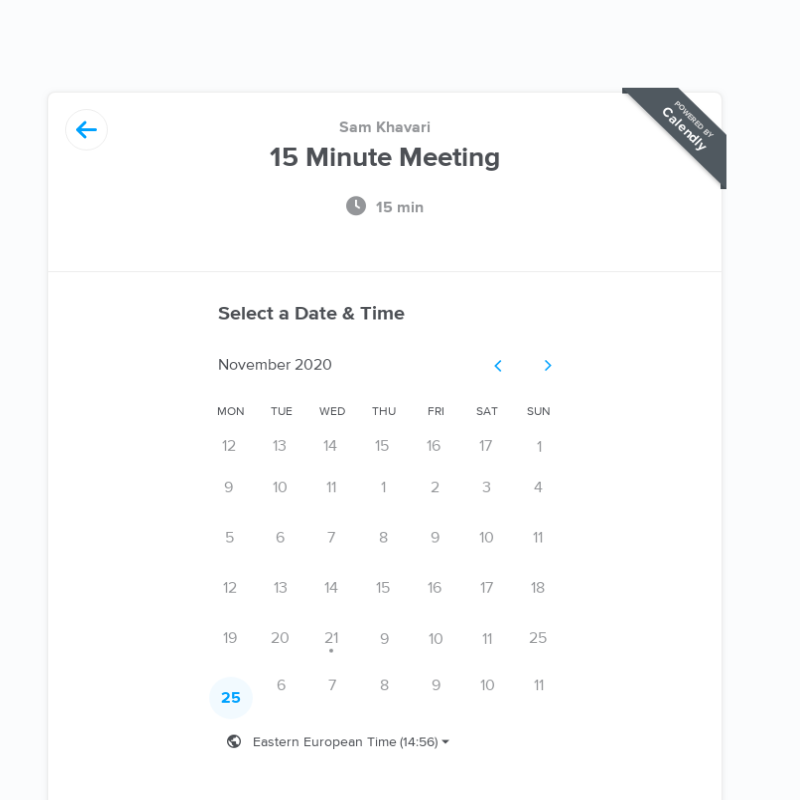 POWERED BY
Calendly
Sam Khavari
15 Minute Meeting
15 min
Select a Date & Time
November 2020
MON TUE WED THU FRI SAT SUN
12 13 14 15 16 17 1
9 10 11 1 2 3 4
5 6 7 8 9 10 11
12 13 14 15 16 17 18
19 20 21 9 10 11 25
25 6 7 8 9 10 11
Eastern European Time (14:56)